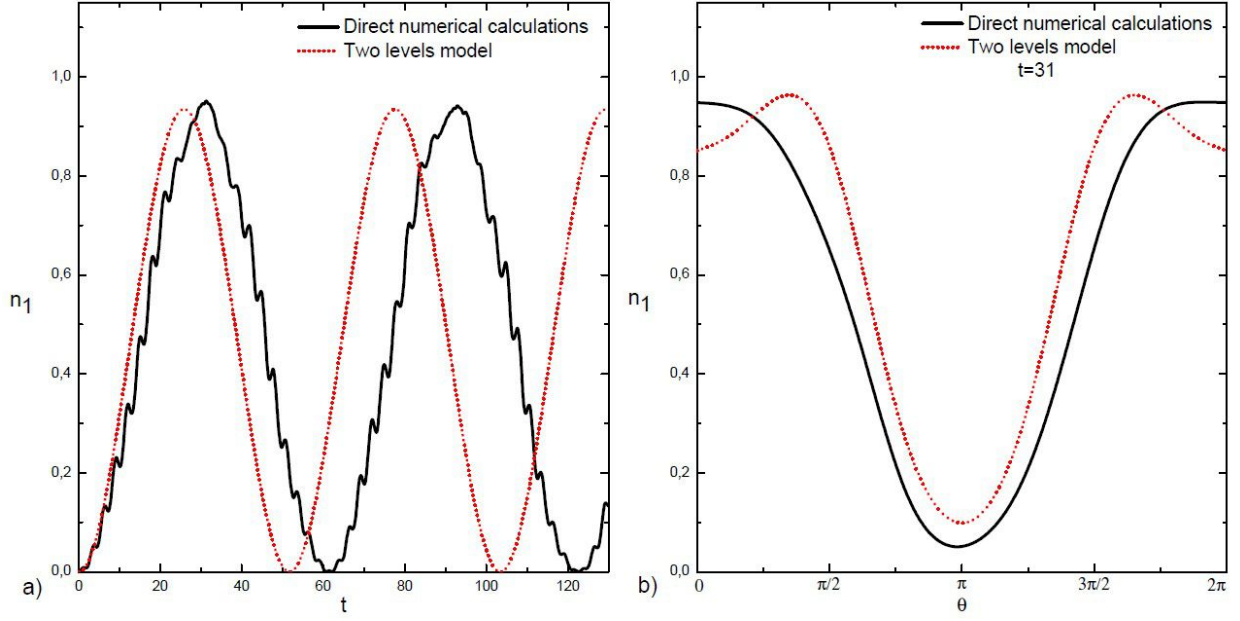 Direct numerical calculations
Two levels model
1,0
0,8
0,6
n1
0,4
0,2
0,0
a)
0
20
40
60
80
100
120
t
Direct numerical calculations
Two levels model
t=31
1,0
0,8
0,6
n1
0,4
0,2
0,0
b)
0
π/2
π
3π/2
2π
θ